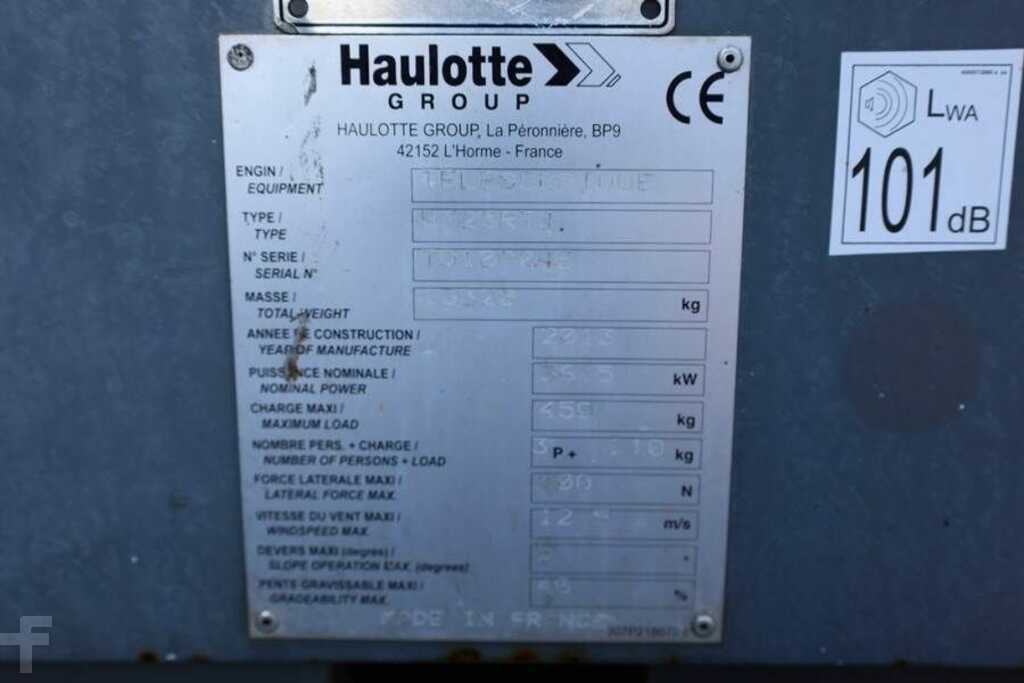 Haulotte
GROUP
HAULOTTE GROUP, La Péronnière, BP9
42152 L'Horme - France
CE
ENGIN /
EQUIPMENT
TYPE /
TYPE
N° SERIE /
SERIAL N°
MASSE /
TOTAL WEIGHT
kg
ANNEE DE CONSTRUCTION /
YEAR OF MANUFACTURE
2013
PUISSANCE NOMINALE /
NOMINAL POWER
kW
CHARGE MAXI /
MAXIMUM LOAD
kg
NOMBRE PERS. + CHARGE /
NUMBER OF PERSONS + LOAD
3 P + kg
FORCE LATERALE MAXI /
LATERAL FORCE MAX.
N
VITESSE DU VENT MAXI /
WINDSPEED MAX.
m/s
DEVERS MAXI (degrés) /
SLOPE OPERATION MAX. (degrees)
°
PENTE GRAVISSABLE MAXI /
GRADEABILITY MAX.
%
MADE IN FRANCE
LWA
101 dB
F